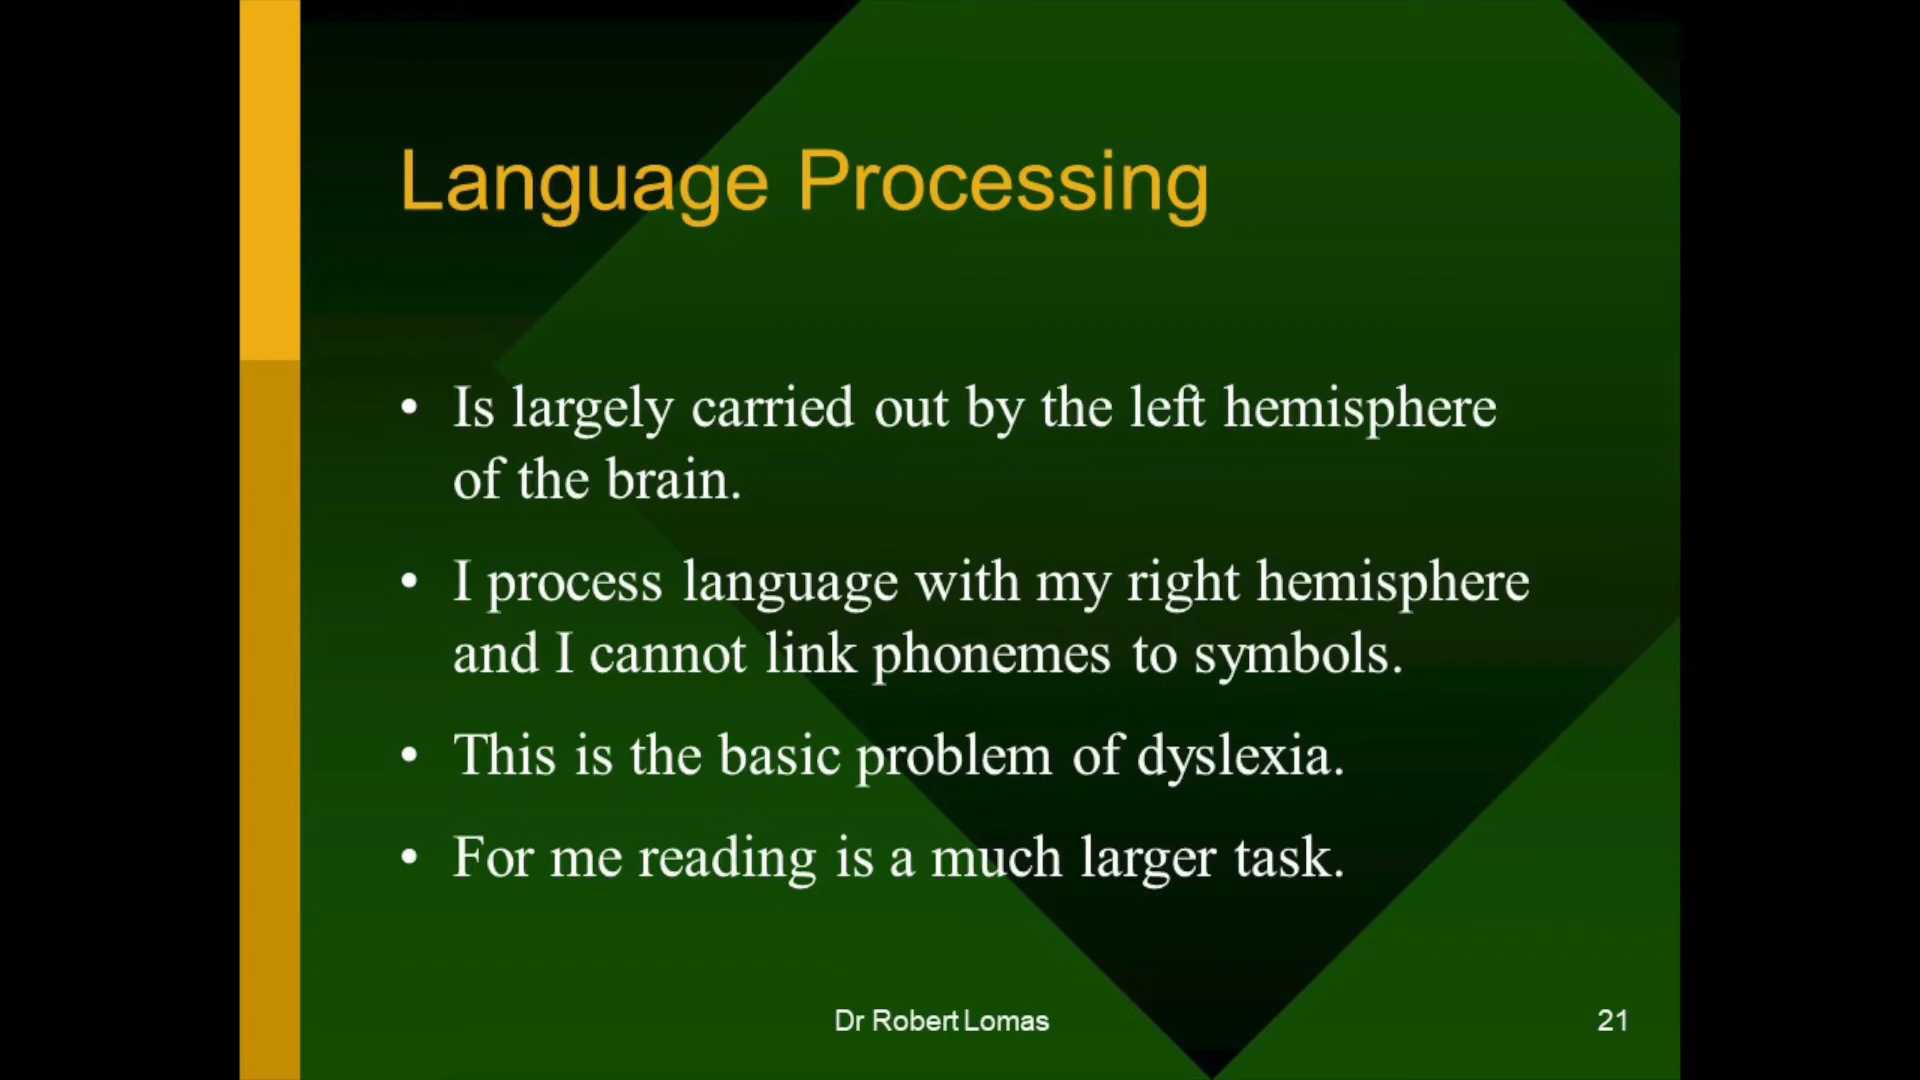 Language Processing
• Is largely carried out by the left hemisphere
of the brain.
• I process language with my right hemisphere
and I cannot link phonemes to symbols.
• This is the basic problem of dyslexia.
• For me reading is a much larger task.
Dr Robert Lomas
21